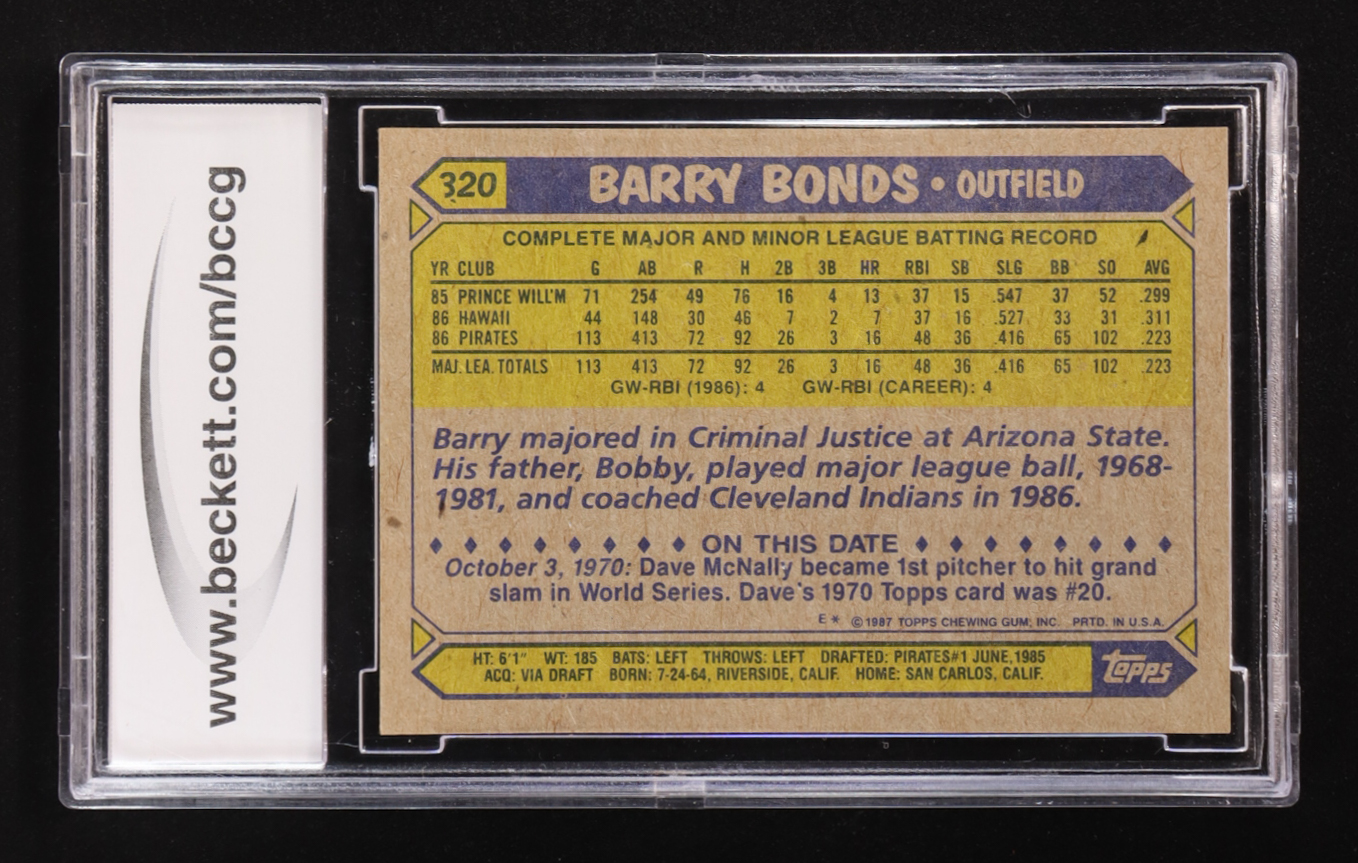 www.beckett.com/bccg
320 BARRY BONDS • OUTFIELD
COMPLETE MAJOR AND MINOR LEAGUE BATTING RECORD
YR CLUB G AB R H 2B 3B HR RBI SB SLG BB SO AVG
85 PRINCE WILL'M 71 254 49 76 16 4 13 37 15 .547 37 52 .299
86 HAWAII 44 148 30 46 7 2 7 37 16 .527 33 31 .311
86 PIRATES 113 413 72 92 26 3 16 48 36 .416 65 102 .223
MAJ. LEA. TOTALS 113 413 72 92 26 3 16 48 36 .416 65 102 .223
GW-RBI (1986): 4 GW-RBI (CAREER): 4
Barry majored in Criminal Justice at Arizona State.
His father, Bobby, played major league ball, 1968-
1981, and coached Cleveland Indians in 1986.
♦ ♦ ♦ ♦ ♦ ♦ ♦ ♦ ON THIS DATE ♦ ♦ ♦ ♦ ♦ ♦ ♦ ♦ ♦
October 3, 1970: Dave McNally became 1st pitcher to hit grand
slam in World Series. Dave's 1970 Topps card was #20.
E* © 1987 TOPPS CHEWING GUM, INC. PRTD. IN U.S.A.
HT: 6'1" WT: 185 BATS: LEFT THROWS: LEFT DRAFTED: PIRATES#1 JUNE, 1985
ACQ: VIA DRAFT BORN: 7-24-64, RIVERSIDE, CALIF. HOME: SAN CARLOS, CALIF.
topps